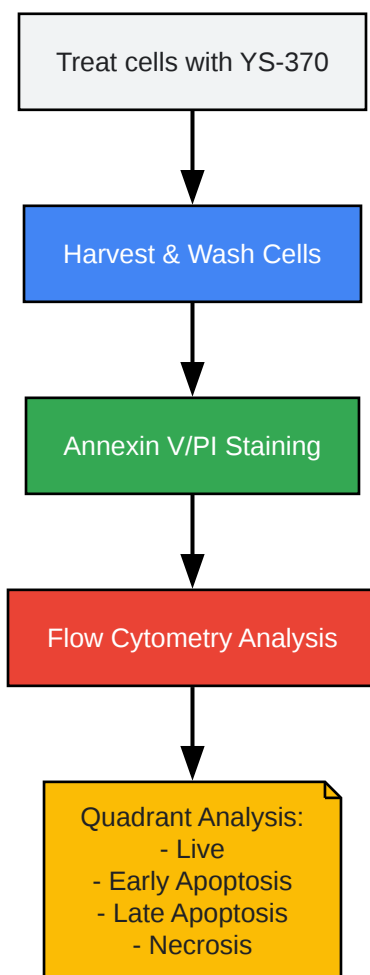 Treat cells with YS-370
Harvest & Wash Cells
Annexin V/PI Staining
Flow Cytometry Analysis
Quadrant Analysis:
- Live
- Early Apoptosis
- Late Apoptosis
- Necrosis